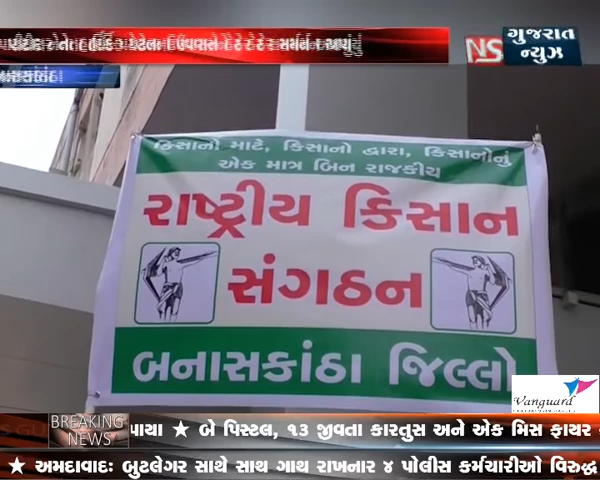 NS ગુજરાત
ન્યુઝ
કિસાનો માટે, કિસાનો દ્વારા, કિસાનોનું
એક માત્ર બિન રાજકીય
રાષ્ટ્રીય કિસાન
સંગઠન
બનાસકાંઠા જિલ્લો
Vanguard
BREAKING
NEWS
પાયા ★ બે પિસ્ટલ, ૧૩ જીવતા કારતુસ અને એક મિસ ફાયર
★ અમદાવાદઃ બુટલેગર સાથે સાથ ગાથ રાખનાર ૪ પોલીસ કર્મચારીઓ વિરુદ્ધ